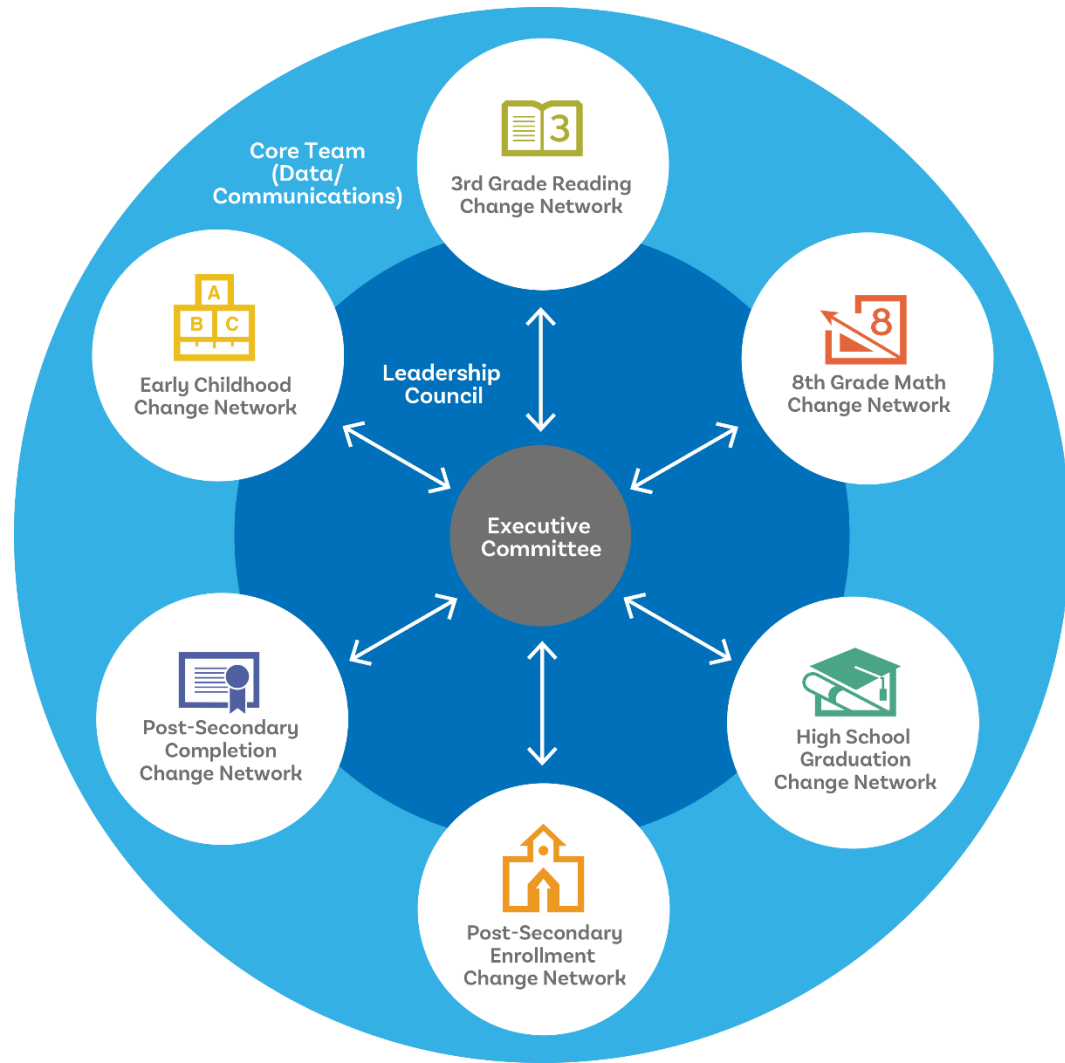 3
3rd Grade Reading
Change Network
Core Team
(Data/
Communications)
A
B C
Early Childhood
Change Network
8
8th Grade Math
Change Network
Leadership
Council
Executive
Committee
Post-Secondary
Completion
Change Network
High School
Graduation
Change Network
Post-Secondary
Enrollment
Change Network